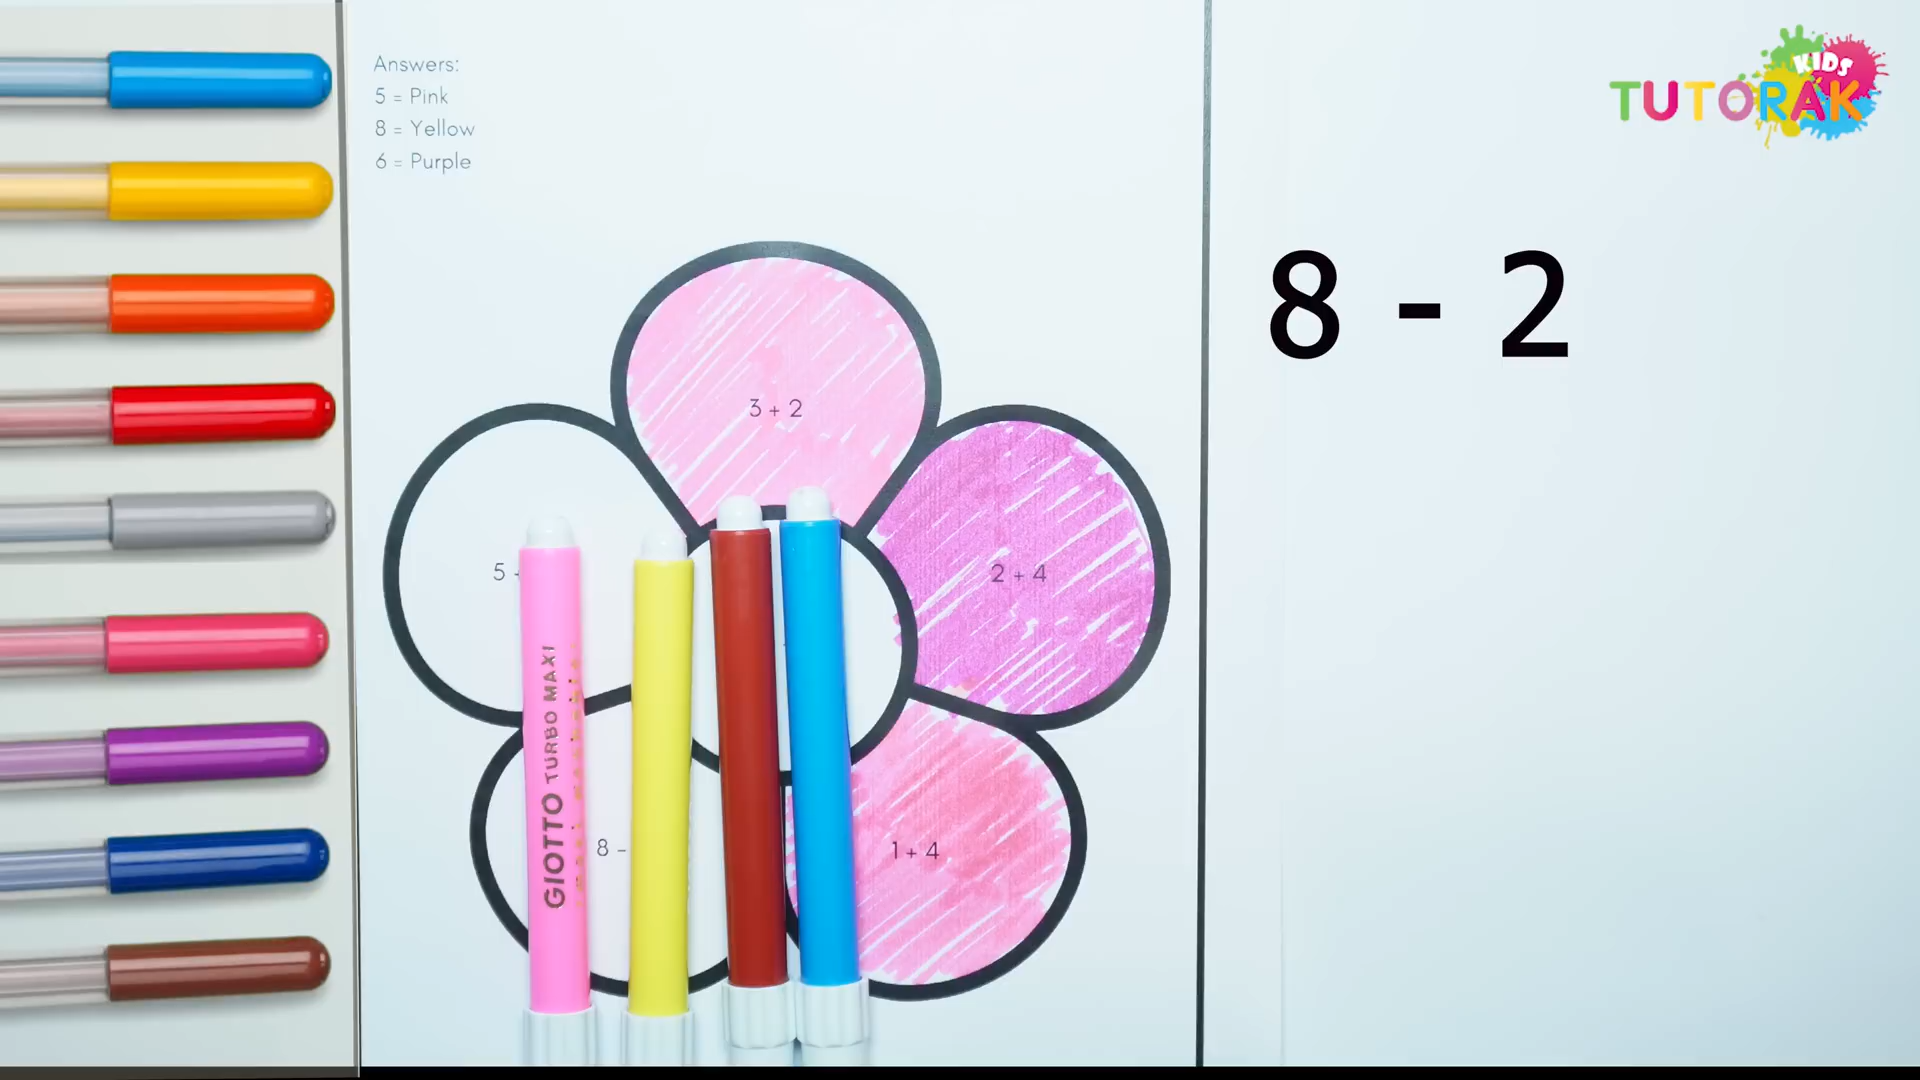 Answers:
5 = Pink
8 = Yellow
6 = Purple
KIDS
TUTORAK
8 - 2
3 + 2
5
2 + 4
GIOTTO TURBO MAXI
8 -
1 + 4